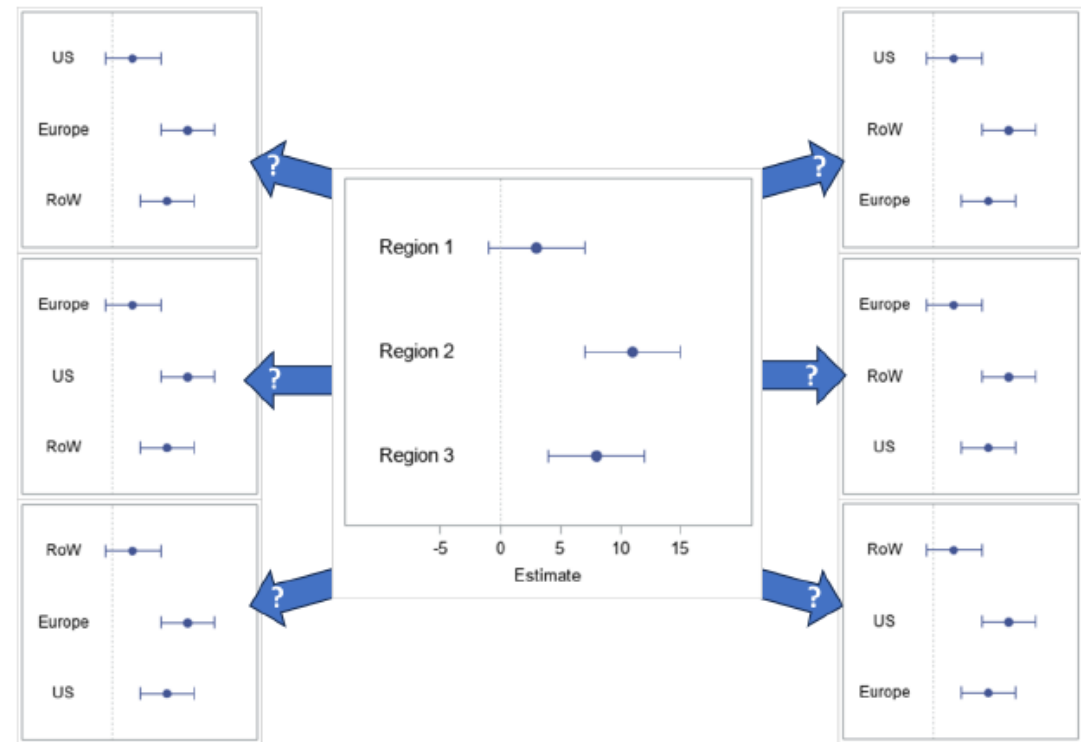 US
Europe
RoW
Europe
US
RoW
RoW
Europe
US
?
?
?
Region 1
Region 2
Region 3
-5 0 5 10 15
Estimate
?
?
?
US
RoW
Europe
Europe
RoW
US
RoW
US
Europe